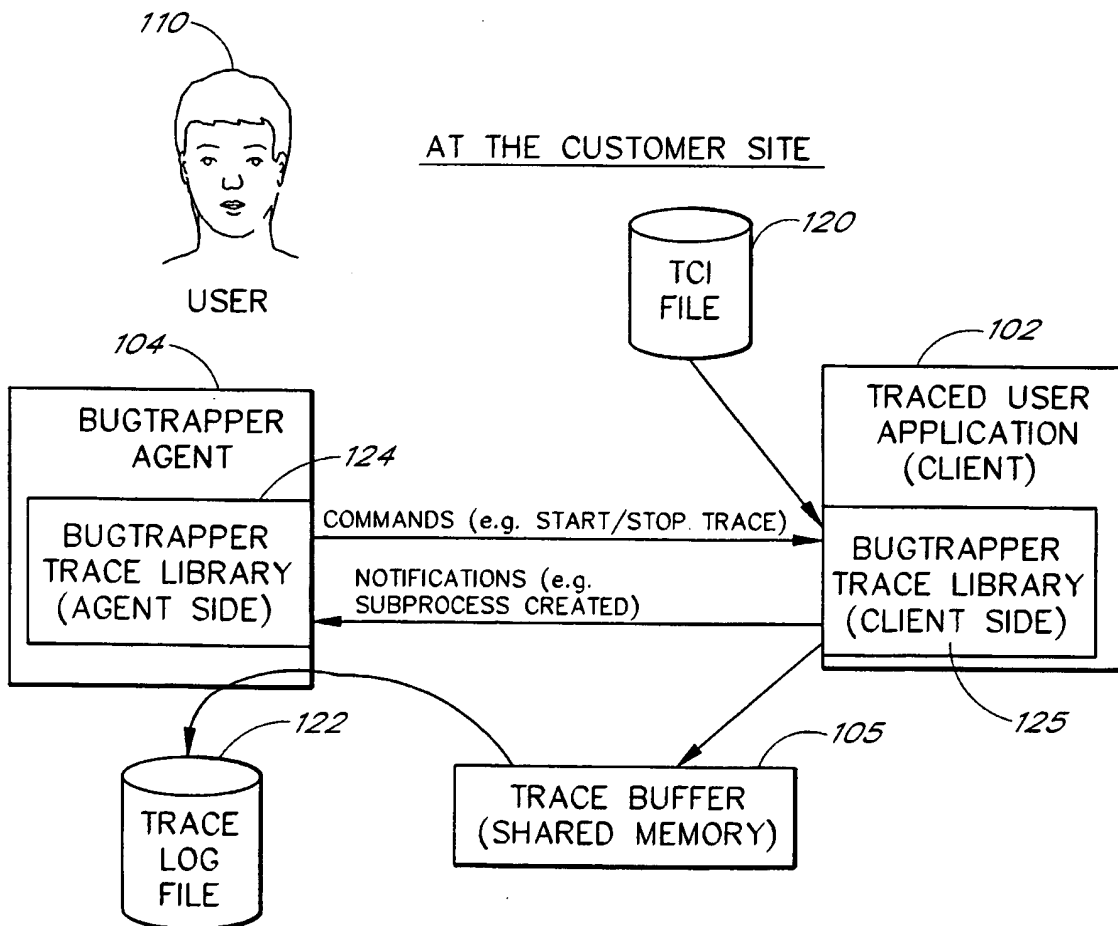 110
AT THE CUSTOMER SITE
USER
120
TCI
FILE
104
BUGTRAPPER
AGENT
124
BUGTRAPPER
TRACE LIBRARY
(AGENT SIDE)
COMMANDS (e.g. START/STOP TRACE)
NOTIFICATIONS (e.g.
SUBPROCESS CREATED)
102
TRACED USER
APPLICATION
(CLIENT)
BUGTRAPPER
TRACE LIBRARY
(CLIENT SIDE)
125
122
TRACE
LOG
FILE
105
TRACE BUFFER
(SHARED MEMORY)